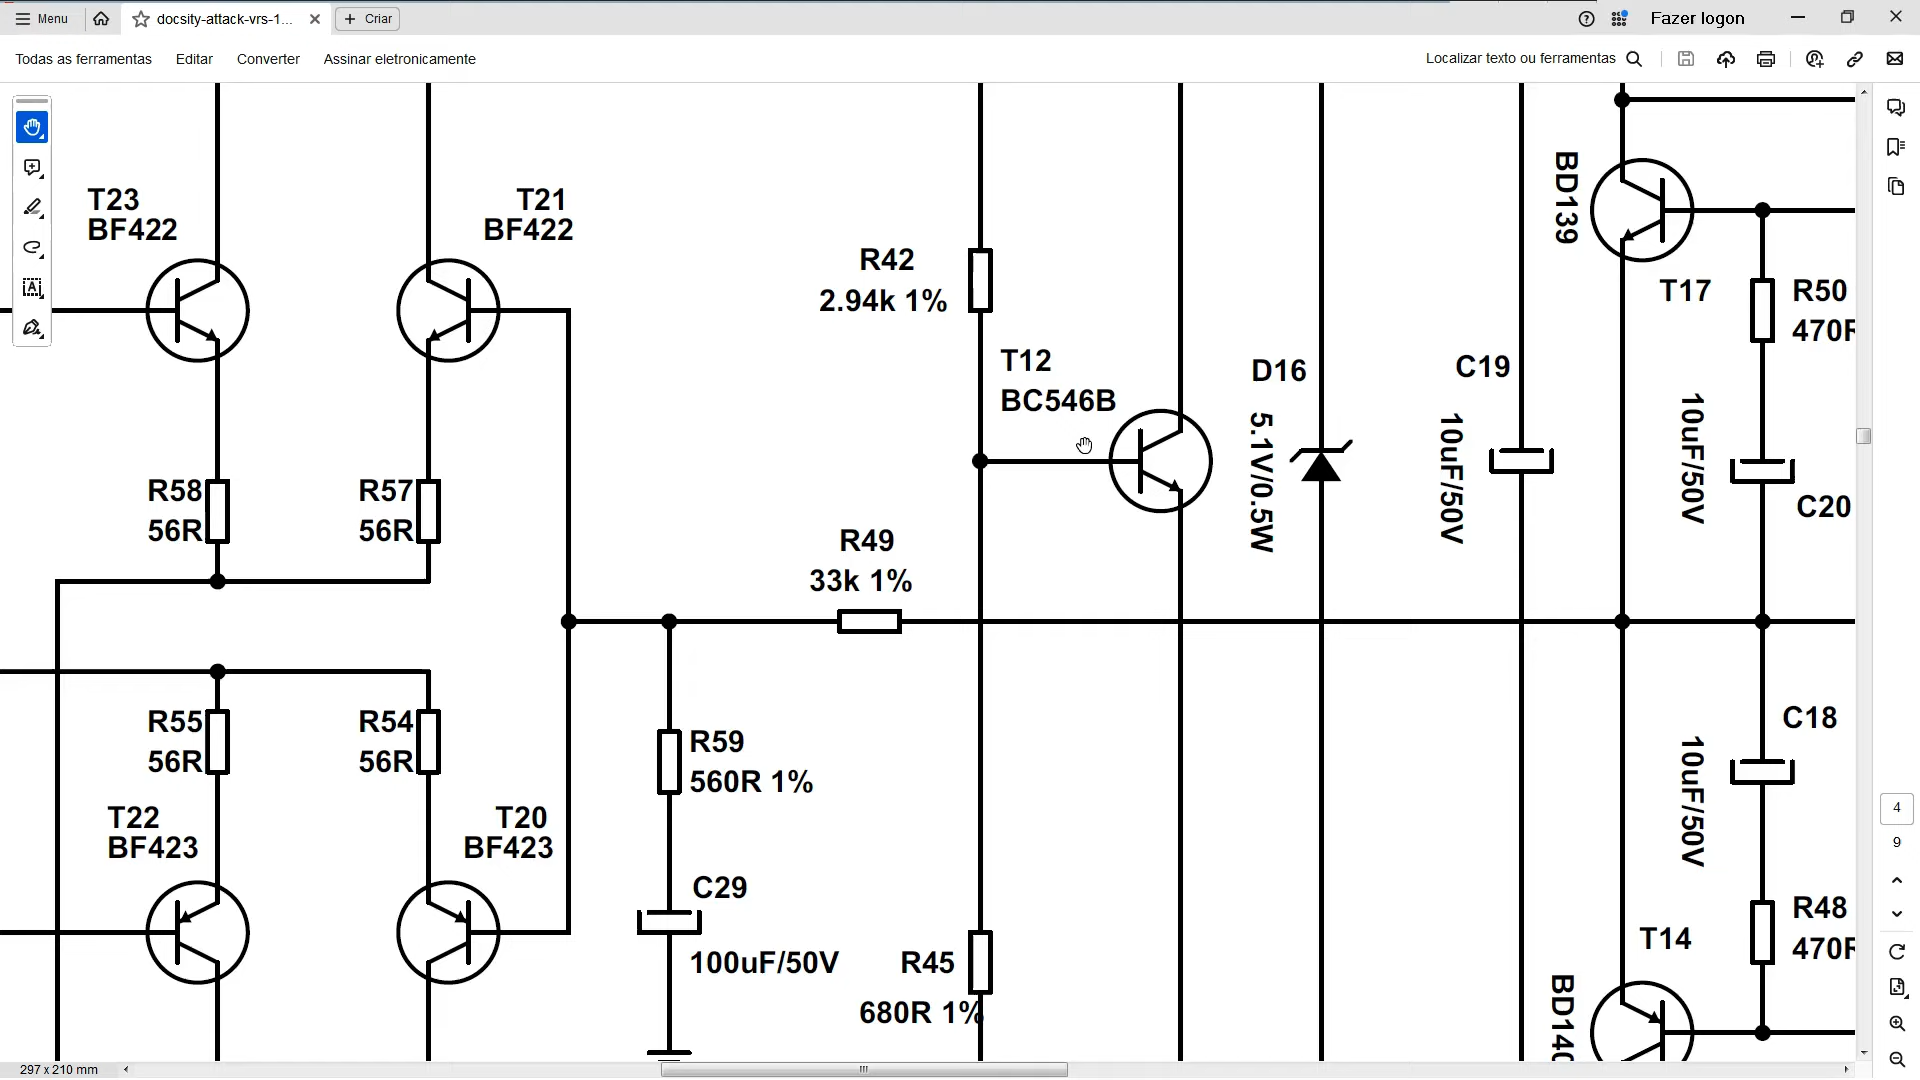 Menu
docsity-attack-vrs-1...
Criar
Fazer logon
Todas as ferramentas
Editar
Converter
Assinar eletronicamente
Localizar texto ou ferramentas
T23
BF422
T21
BF422
R42
2.94k 1%
T12
BC546B
D16
5.1V/0.5W
C19
10uF/50V
BD139
T17
R50
470R
10uF/50V
C20
R58
56R
R57
56R
R49
33k 1%
R55
56R
R54
56R
R59
560R 1%
C18
10uF/50V
T22
BF423
T20
BF423
C29
100uF/50V
R45
680R 1%
T14
R48
470R
BD140
4
9
297 x 210 mm